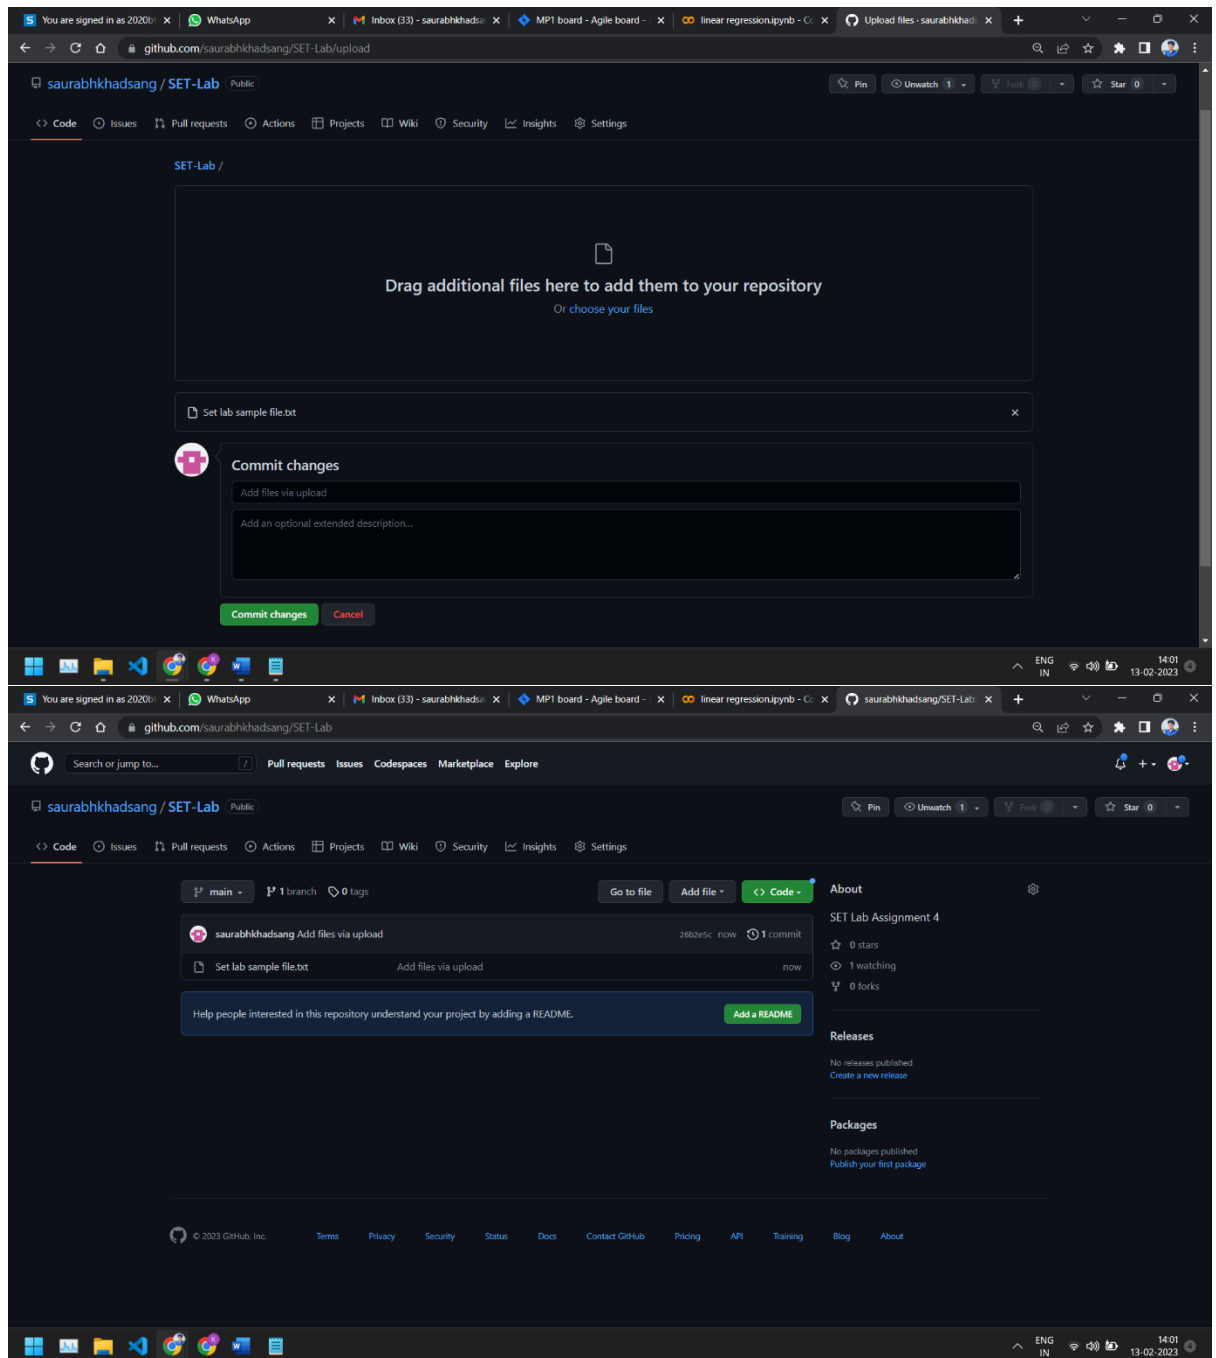 You are signed in as 2020b
WhatsApp
Inbox (33) - saurabhkhadsa
MP1 board - Agile board -
linear regression.ipynb - Co
Upload files · saurabhkhads
github.com/saurabhkhadsang/SET-Lab/upload
saurabhkhadsang / SET-Lab Public
Pin Unwatch 1 Fork 0 Star 0
Code Issues Pull requests Actions Projects Wiki Security Insights Settings
SET-Lab /
Drag additional files here to add them to your repository
Or choose your files
Set lab sample file.txt
Commit changes
Add files via upload
Add an optional extended description...
Commit changes Cancel
ENG
IN
14:01
13-02-2023
4
You are signed in as 2020b
WhatsApp
Inbox (33) - saurabhkhadsa
MP1 board - Agile board -
linear regression.ipynb - Co
saurabhkhadsang/SET-Lab:
github.com/saurabhkhadsang/SET-Lab
Search or jump to... / Pull requests Issues Codespaces Marketplace Explore
saurabhkhadsang / SET-Lab Public
Pin Unwatch 1 Fork 0 Star 0
Code Issues Pull requests Actions Projects Wiki Security Insights Settings
main 1 branch 0 tags Go to file Add file Code
saurabhkhadsang Add files via upload 26b2e5c now 1 commit
Set lab sample file.txt Add files via upload now
Help people interested in this repository understand your project by adding a README. Add a README
About
SET Lab Assignment 4
0 stars
1 watching
0 forks
Releases
No releases published
Create a new release
Packages
No packages published
Publish your first package
© 2023 GitHub, Inc. Terms Privacy Security Status Docs Contact GitHub Pricing API Training Blog About
ENG
IN
14:01
13-02-2023
4